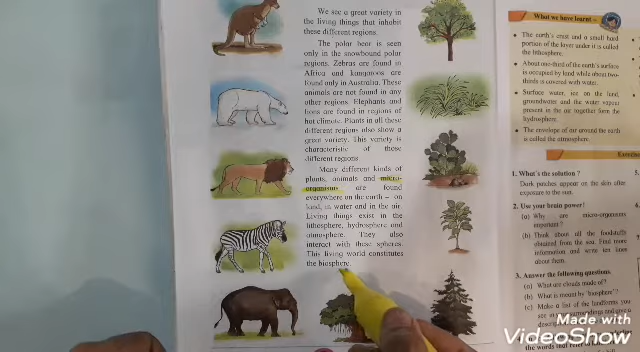 We see a great variety in
the living things that inhabit
these different regions.
The polar bear is seen
only in the snowbound polar
regions. Zebras are found in
Africa and kangaroos are
found only in Australia. These
animals are not found in any
other regions. Elephants and
lions are found in regions of
hot climate. Plants in all these
different regions also show a
great variety. This variety is
characteristic of those
different regions.
Many different kinds of
plants, animals and micro-
organisms are found
everywhere on the earth - on
land, in water and in the air.
Living things exist in the
lithosphere, hydrosphere and
atmosphere. They also
interact with these spheres.
This living world constitutes
the biosphere.
What we have learnt -
• The earth's crust and a small hard
portion of the layer under it is called
the lithosphere.
• About one-third of the earth's surface
is occupied by land while about two-
thirds is covered with water.
• Surface water, ice on the land,
groundwater and the water vapour
present in the air together form the
hydrosphere.
• The envelope of air around the earth
is called the atmosphere.
1. What's the solution ?
Dark patches appear on the skin after
exposure to the sun.
2. Use your brain power!
(a) Why are micro-organisms
important ?
(b) Think about all the foodstuffs
obtained from the sea. Find more
information and write ten lines
about them.
3. Answer the following questions.
(a) What are clouds made of?
(b) What is meant by 'biosphere'?
(c) Make a list of the landforms
Made with
VideoShow
5.